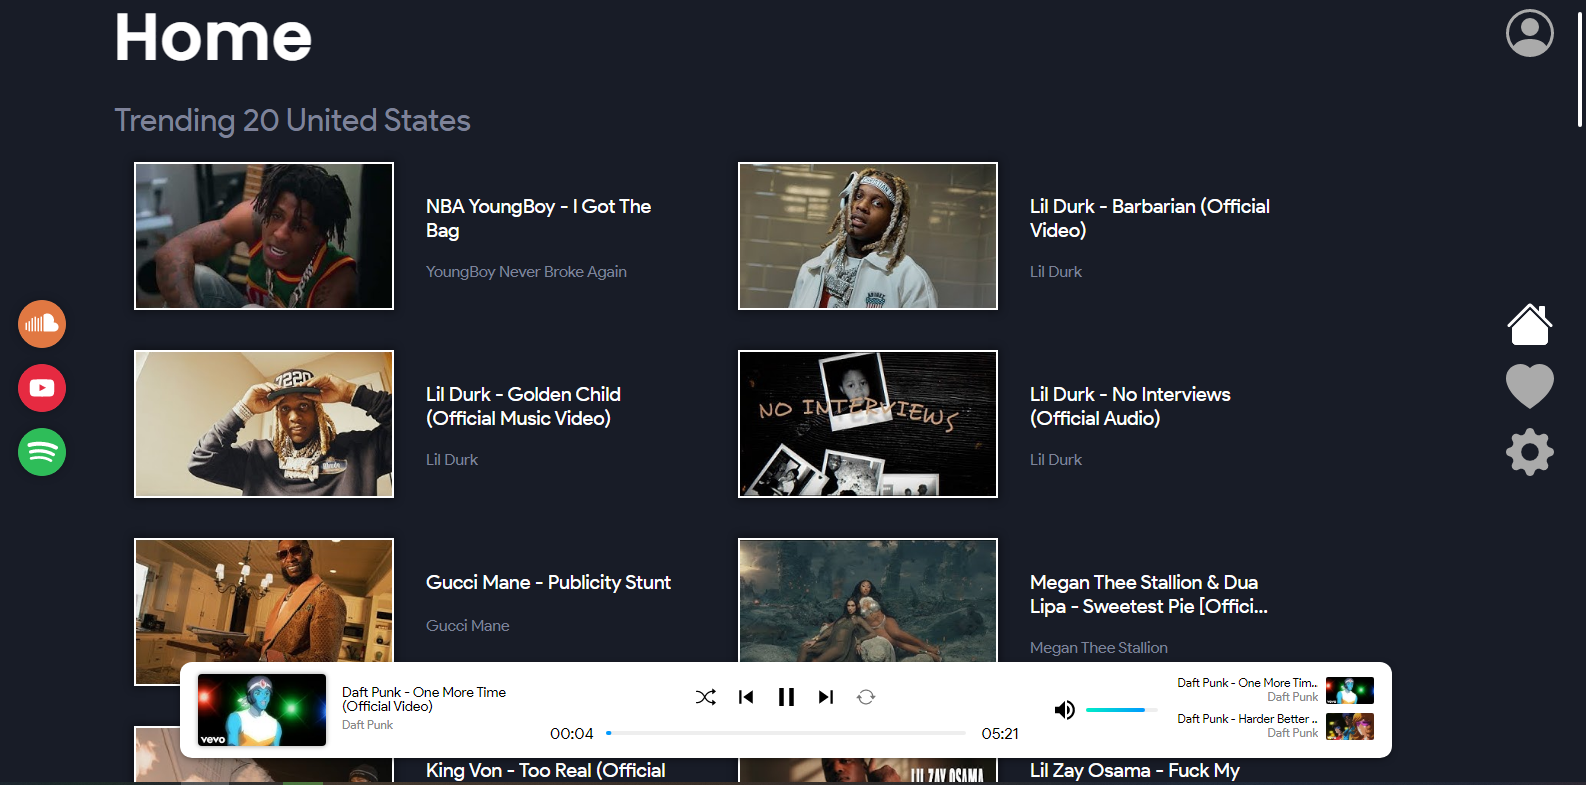 Home
Trending 20 United States
NBA YoungBoy - I Got The
Bag
YoungBoy Never Broke Again
Lil Durk - Barbarian (Official
Video)
Lil Durk
Lil Durk - Golden Child
(Official Music Video)
Lil Durk
7220
NO INTERVIEWS
Lil Durk - No Interviews
(Official Audio)
Lil Durk
Gucci Mane - Publicity Stunt
Gucci Mane
Megan Thee Stallion & Dua
Lipa - Sweetest Pie [Offici...
Megan Thee Stallion
vevo
Daft Punk - One More Time
(Official Video)
Daft Punk
00:04
05:21
Daft Punk - One More Tim..
Daft Punk
Daft Punk - Harder Better ..
Daft Punk
King Von - Too Real (Official
LIL ZAY OSAMA
Lil Zay Osama - Fuck My